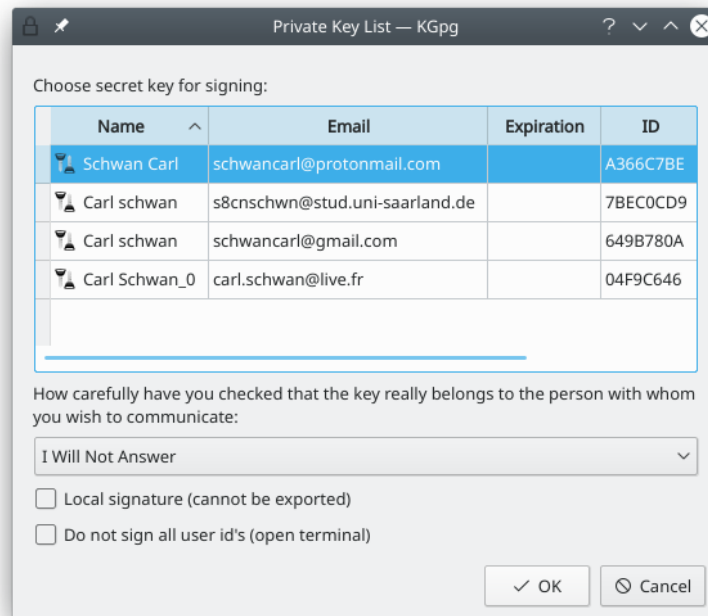 Private Key List — KGpg
Choose secret key for signing:
Name Email Expiration ID
Schwan Carl schwancarl@protonmail.com A366C7BE
Carl schwan s8cnschwn@stud.uni-saarland.de 7BEC0CD9
Carl schwan schwancarl@gmail.com 649B780A
Carl Schwan_0 carl.schwan@live.fr 04F9C646
How carefully have you checked that the key really belongs to the person with whom
you wish to communicate:
I Will Not Answer
Local signature (cannot be exported)
Do not sign all user id's (open terminal)
OK Cancel